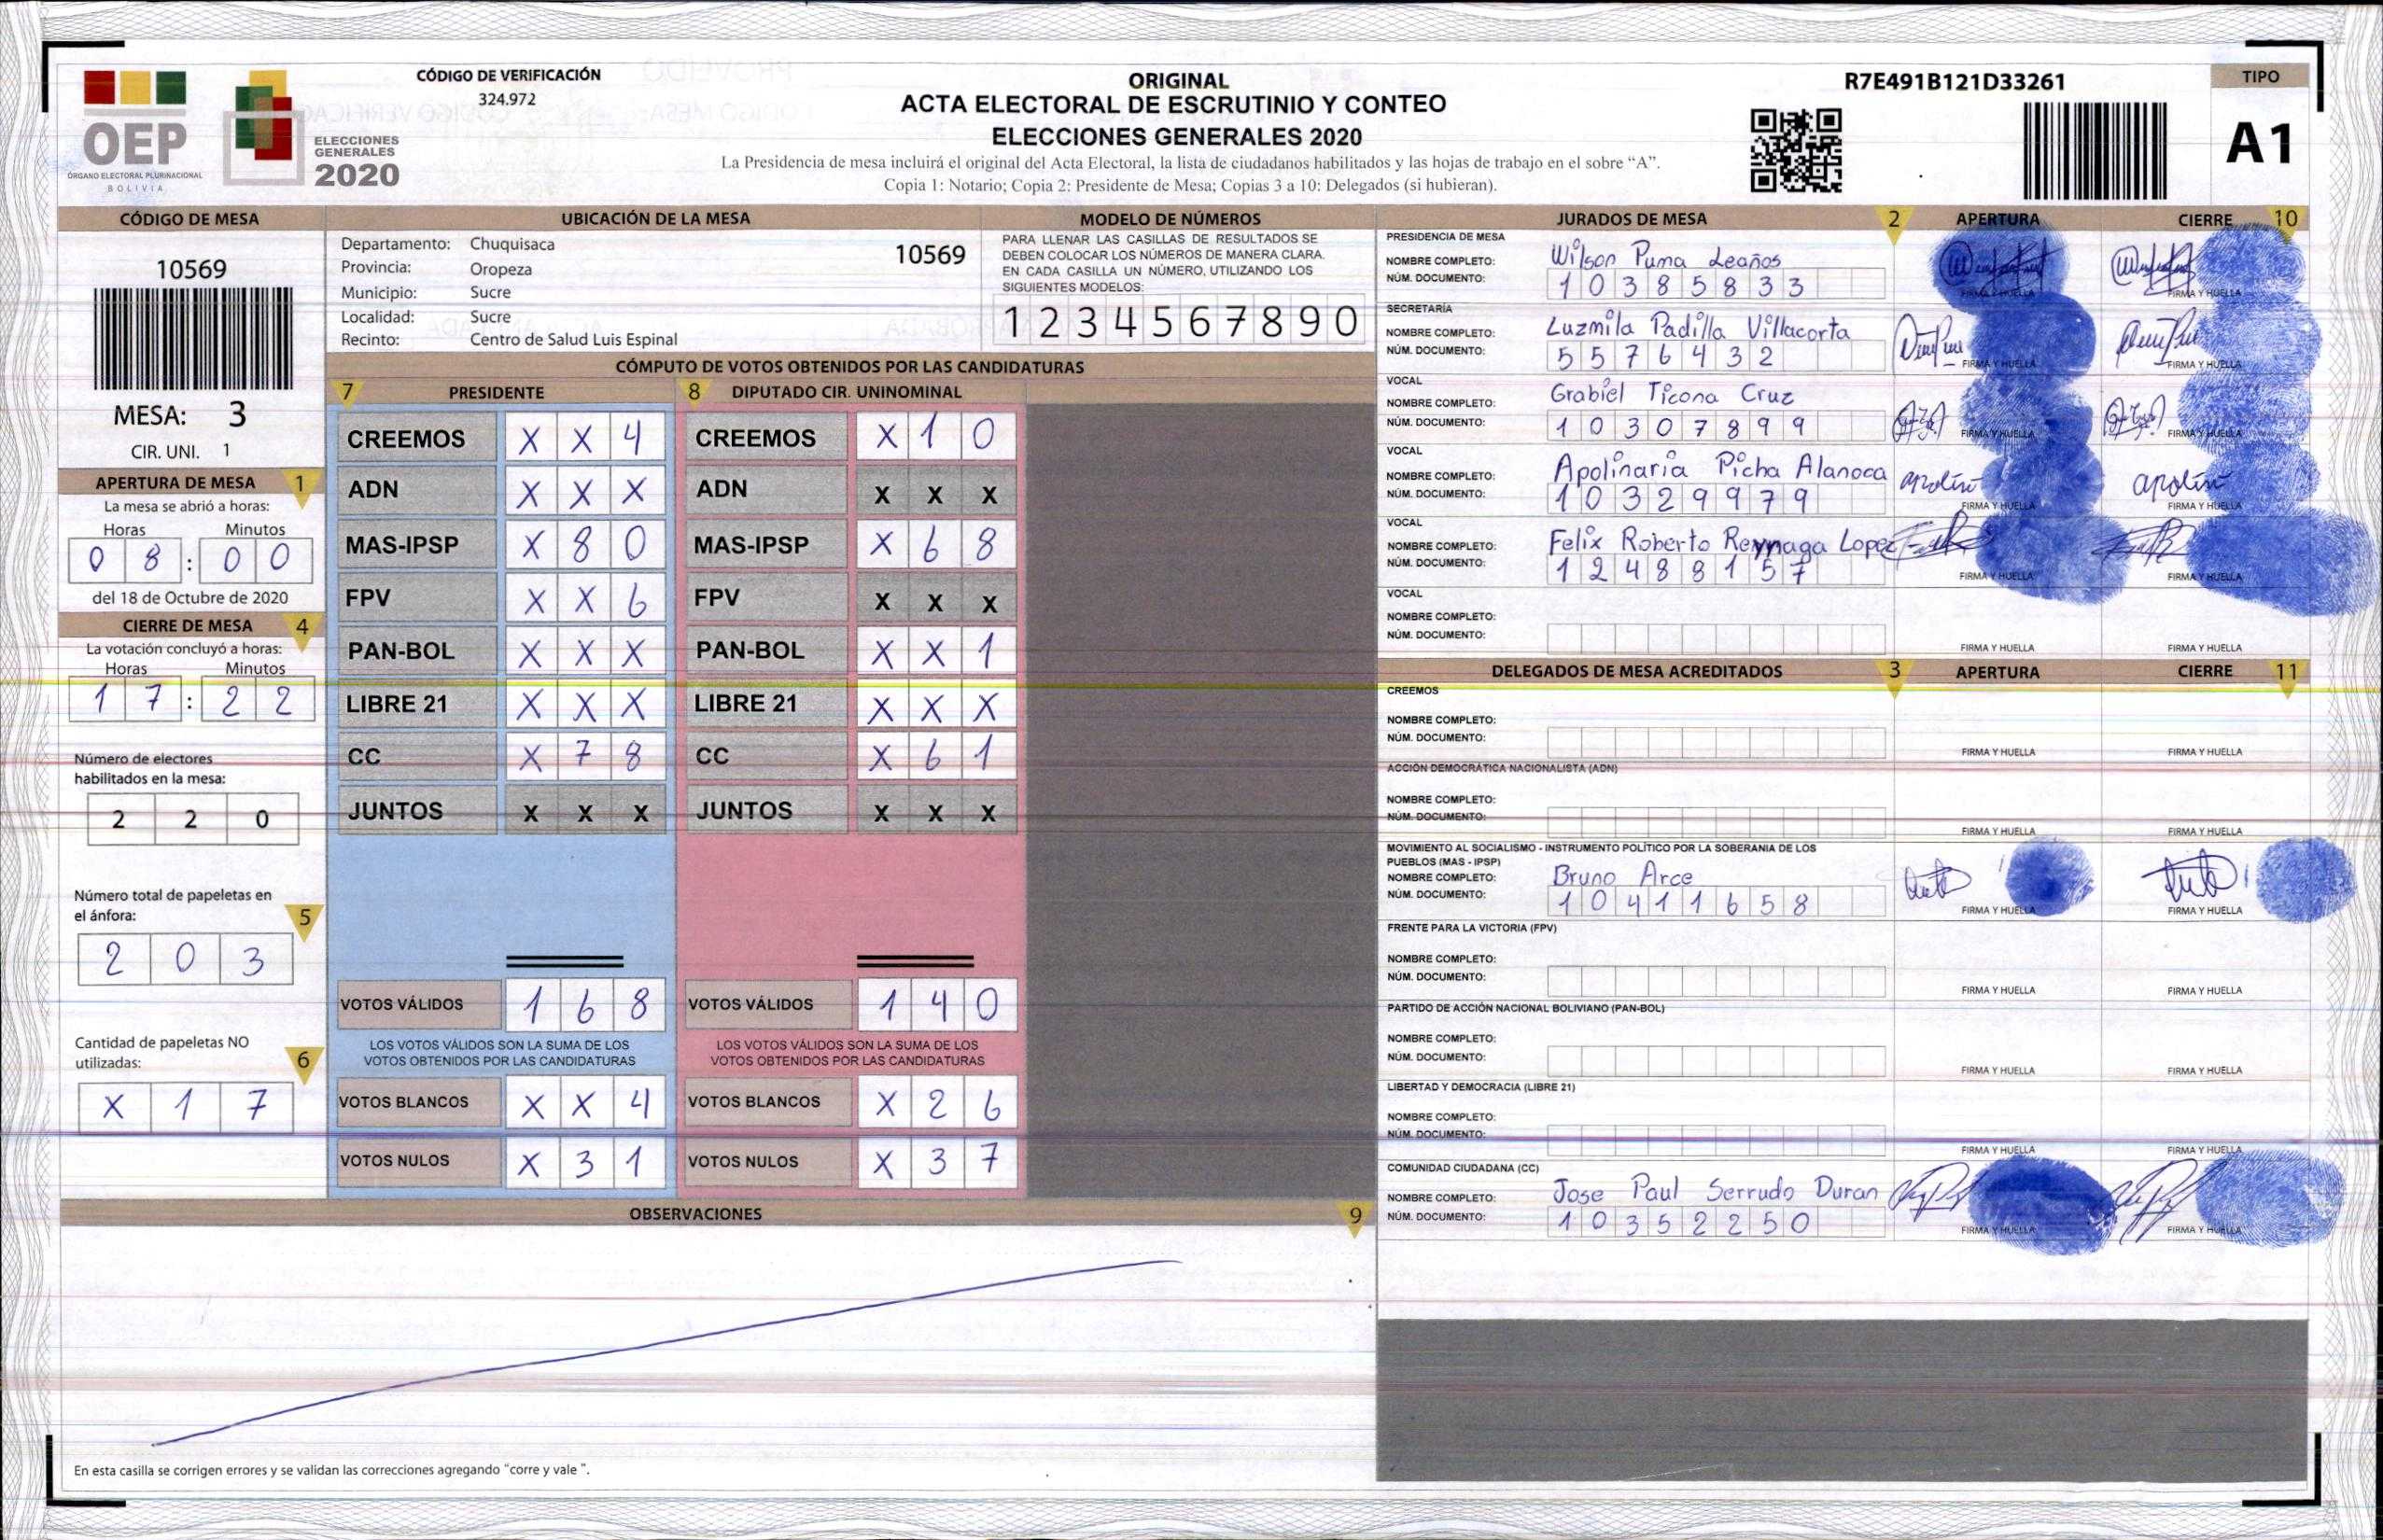 OEP
ÓRGANO ELECTORAL PLURINACIONAL
BOLIVIA
ELECCIONES
GENERALES
2020
CÓDIGO DE VERIFICACIÓN
324.972
ORIGINAL
ACTA ELECTORAL DE ESCRUTINIO Y CONTEO
ELECCIONES GENERALES 2020
La Presidencia de mesa incluirá el original del Acta Electoral, la lista de ciudadanos habilitados y las hojas de trabajo en el sobre “A”.
Copia 1: Notario; Copia 2: Presidente de Mesa; Copias 3 a 10: Delegados (si hubieran).
R7E491B121D33261
TIPO
A1
CÓDIGO DE MESA
10569
MESA: 3
CIR. UNI. 1
APERTURA DE MESA 1
La mesa se abrió a horas:
Horas Minutos
0 8 : 0 0
del 18 de Octubre de 2020
CIERRE DE MESA 4
La votación concluyó a horas:
Horas Minutos
1 7 : 2 2
Número de electores
habilitados en la mesa:
2 2 0
Número total de papeletas en
el ánfora: 5
2 0 3
Cantidad de papeletas NO
utilizadas: 6
X 1 7
UBICACIÓN DE LA MESA
Departamento: Chuquisaca 10569
Provincia: Oropeza
Municipio: Sucre
Localidad: Sucre
Recinto: Centro de Salud Luis Espinal
MODELO DE NÚMEROS
PARA LLENAR LAS CASILLAS DE RESULTADOS SE
DEBEN COLOCAR LOS NÚMEROS DE MANERA CLARA.
EN CADA CASILLA UN NÚMERO, UTILIZANDO LOS
SIGUIENTES MODELOS:
1 2 3 4 5 6 7 8 9 0
CÓMPUTO DE VOTOS OBTENIDOS POR LAS CANDIDATURAS
7 PRESIDENTE 8 DIPUTADO CIR. UNINOMINAL
CREEMOS X X 4 CREEMOS X 1 0
ADN X X X ADN X X X
MAS-IPSP X 8 0 MAS-IPSP X 6 8
FPV X X 6 FPV X X X
PAN-BOL X X X PAN-BOL X X 1
LIBRE 21 X X X LIBRE 21 X X X
CC X 7 8 CC X 6 1
JUNTOS X X X JUNTOS X X X
VOTOS VÁLIDOS 1 6 8 VOTOS VÁLIDOS 1 4 0
LOS VOTOS VÁLIDOS SON LA SUMA DE LOS LOS VOTOS VÁLIDOS SON LA SUMA DE LOS
VOTOS OBTENIDOS POR LAS CANDIDATURAS VOTOS OBTENIDOS POR LAS CANDIDATURAS
VOTOS BLANCOS X X 4 VOTOS BLANCOS X 2 6
VOTOS NULOS X 3 1 VOTOS NULOS X 3 7
OBSERVACIONES 9
En esta casilla se corrigen errores y se validan las correcciones agregando “corre y vale ”.
JURADOS DE MESA 2 APERTURA CIERRE 10
PRESIDENCIA DE MESA
NOMBRE COMPLETO: Wilson Puma Leaños
NÚM. DOCUMENTO: 1 0 3 8 5 8 3 3
FIRMA Y HUELLA FIRMA Y HUELLA
SECRETARÍA
NOMBRE COMPLETO: Luzmila Padilla Villacorta
NÚM. DOCUMENTO: 5 5 7 6 4 3 2
FIRMA Y HUELLA FIRMA Y HUELLA
VOCAL
NOMBRE COMPLETO: Grabiel Ticona Cruz
NÚM. DOCUMENTO: 1 0 3 0 7 8 9 9
FIRMA Y HUELLA FIRMA Y HUELLA
VOCAL
NOMBRE COMPLETO: Apolinaria Picha Alanoca
NÚM. DOCUMENTO: 1 0 3 2 9 9 7 9
FIRMA Y HUELLA FIRMA Y HUELLA
VOCAL
NOMBRE COMPLETO: Felix Roberto Reynaga Lopez
NÚM. DOCUMENTO: 1 2 4 8 8 1 5 7
FIRMA Y HUELLA FIRMA Y HUELLA
VOCAL
NOMBRE COMPLETO:
NÚM. DOCUMENTO:
FIRMA Y HUELLA FIRMA Y HUELLA
DELEGADOS DE MESA ACREDITADOS 3 APERTURA CIERRE 11
CREEMOS
NOMBRE COMPLETO:
NÚM. DOCUMENTO:
FIRMA Y HUELLA FIRMA Y HUELLA
ACCIÓN DEMOCRÁTICA NACIONALISTA (ADN)
NOMBRE COMPLETO:
NÚM. DOCUMENTO:
FIRMA Y HUELLA FIRMA Y HUELLA
MOVIMIENTO AL SOCIALISMO - INSTRUMENTO POLÍTICO POR LA SOBERANIA DE LOS
PUEBLOS (MAS - IPSP)
NOMBRE COMPLETO: Bruno Arce
NÚM. DOCUMENTO: 1 0 4 1 1 6 5 8
FIRMA Y HUELLA FIRMA Y HUELLA
FRENTE PARA LA VICTORIA (FPV)
NOMBRE COMPLETO:
NÚM. DOCUMENTO:
FIRMA Y HUELLA FIRMA Y HUELLA
PARTIDO DE ACCIÓN NACIONAL BOLIVIANO (PAN-BOL)
NOMBRE COMPLETO:
NÚM. DOCUMENTO:
FIRMA Y HUELLA FIRMA Y HUELLA
LIBERTAD Y DEMOCRACIA (LIBRE 21)
NOMBRE COMPLETO:
NÚM. DOCUMENTO:
FIRMA Y HUELLA FIRMA Y HUELLA
COMUNIDAD CIUDADANA (CC)
NOMBRE COMPLETO: Jose Paul Serrudo Duran
NÚM. DOCUMENTO: 1 0 3 5 2 2 5 0
FIRMA Y HUELLA FIRMA Y HUELLA